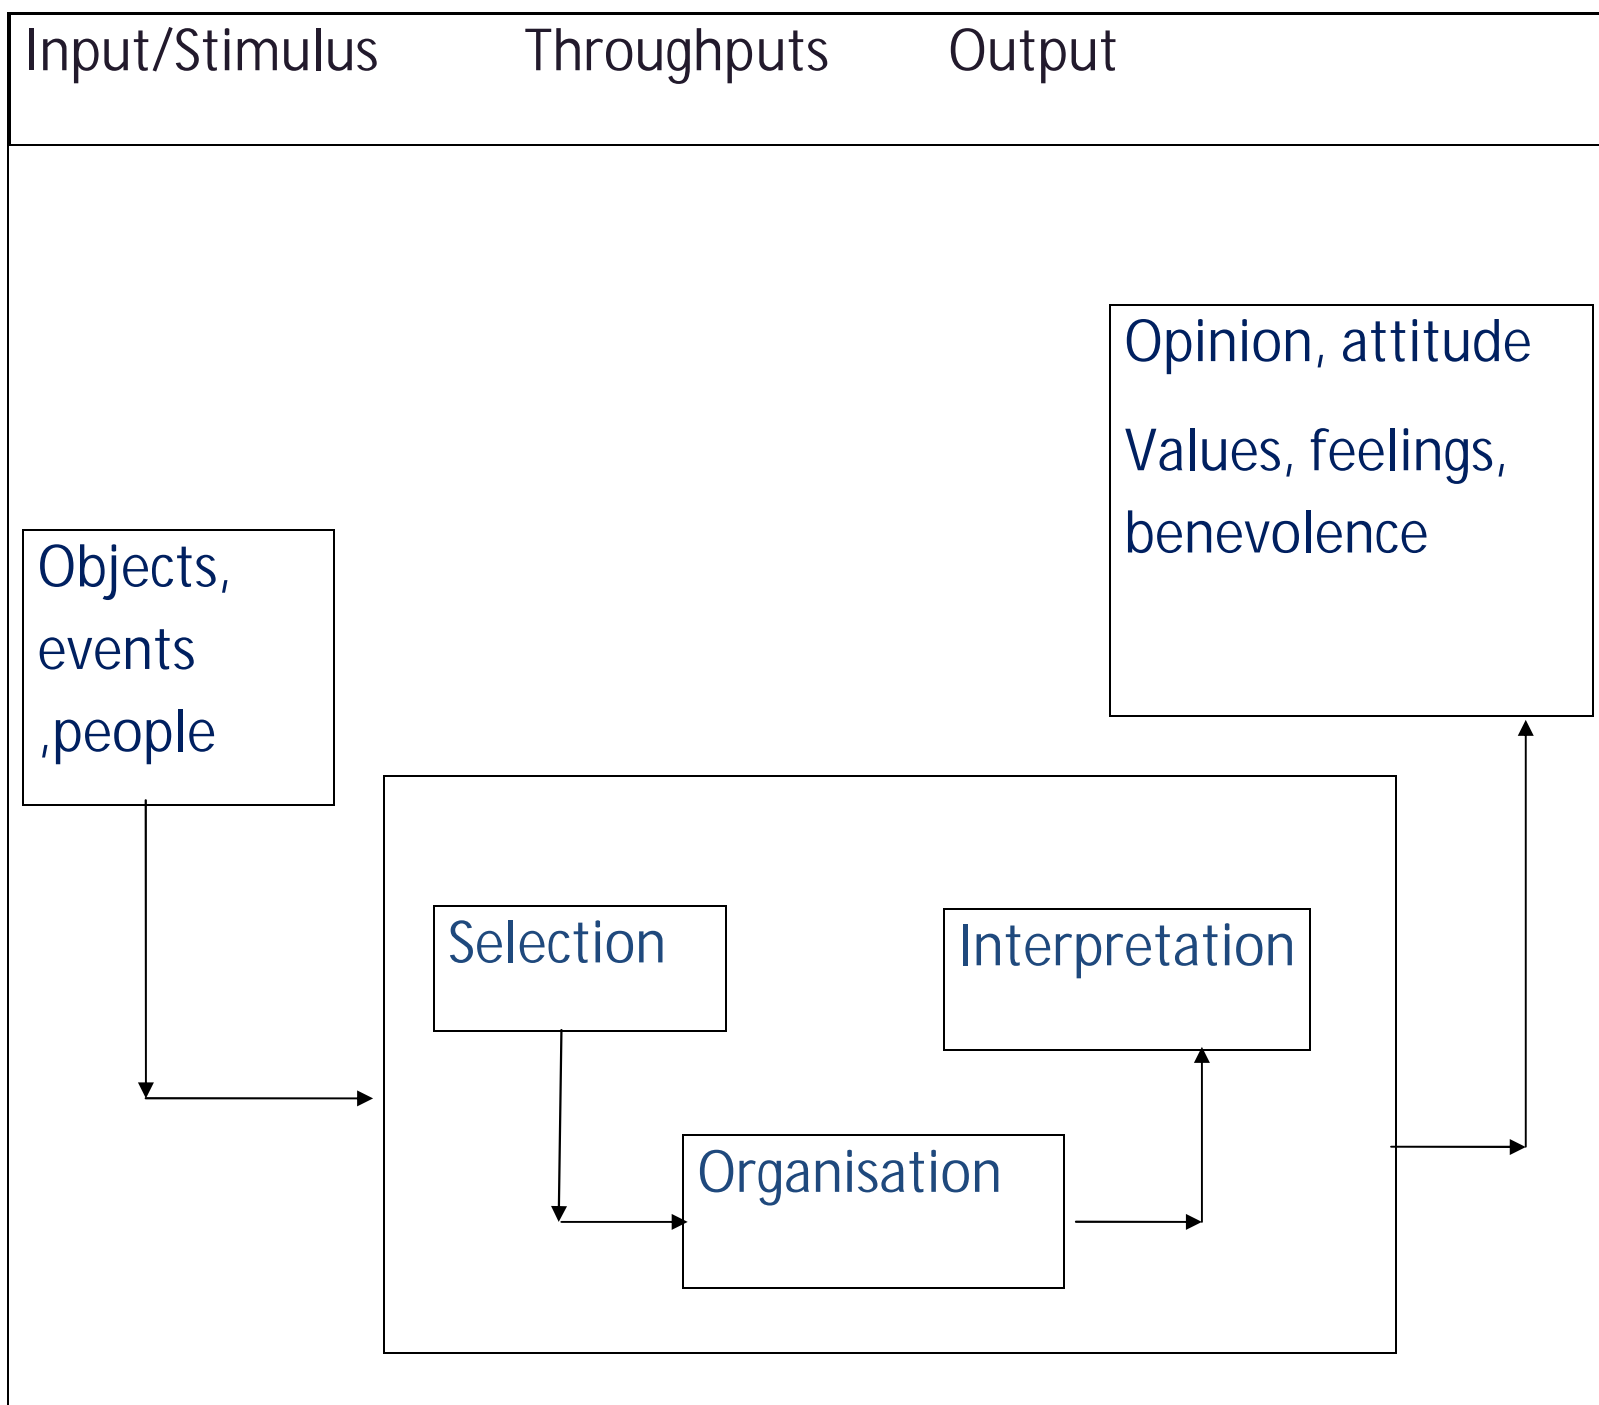 Input/Stimulus Throughputs Output
Opinion, attitude
Values, feelings,
benevolence
Objects,
events
,people
Selection
Interpretation
Organisation